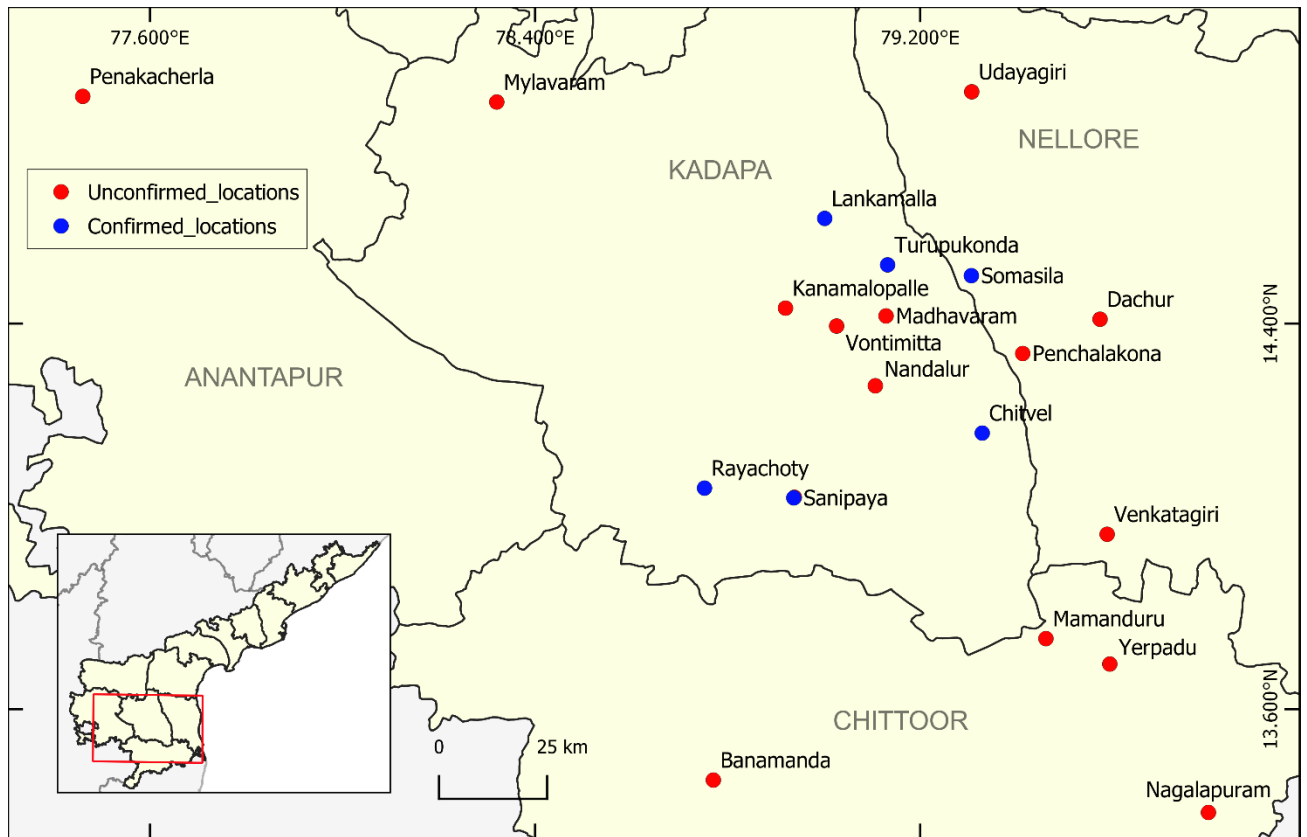 77.600°E
78.400°E
79.200°E
Penakacherla
Mylavaram
Udayagiri
NELLORE
KADAPA
Unconfirmed_locations
Confirmed_locations
Lankamalla
Turupukonda
Somasila
Kanamalopalle
Dachur
Madhavaram
14.400°N
Vontimitta
Penchalakona
Nandalur
ANANTAPUR
Chitvel
Rayachoty
Sanipaya
Venkatagiri
Mamanduru
Yerpadu
13.600°N
CHITTOOR
0 25 km
Banamanda
Nagalapuram